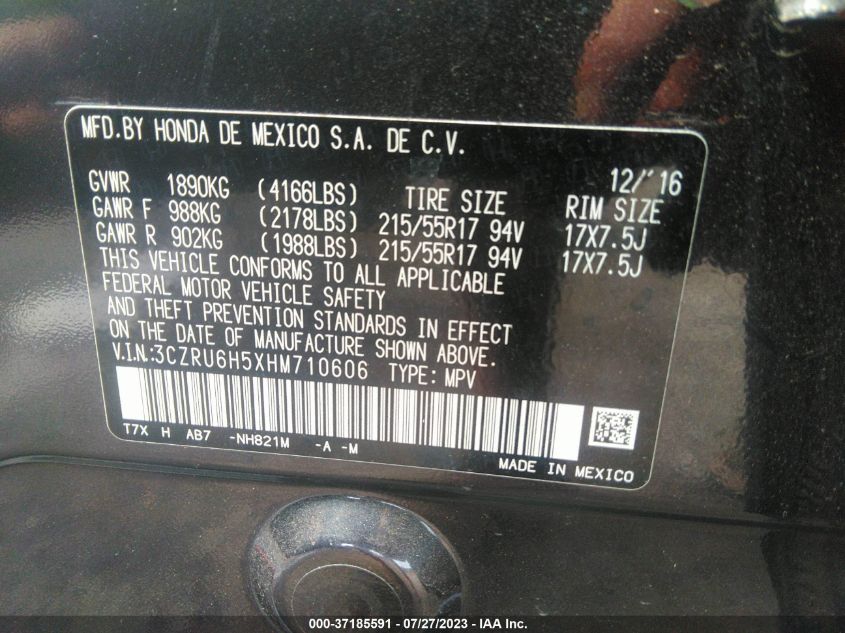 MFD.BY HONDA DE MEXICO S.A. DE C.V.
12/'16
GVWR 1890KG (4166LBS) TIRE SIZE RIM SIZE
GAWR F 988KG (2178LBS) 215/55R17 94V 17X7.5J
GAWR R 902KG (1988LBS) 215/55R17 94V 17X7.5J
THIS VEHICLE CONFORMS TO ALL APPLICABLE
FEDERAL MOTOR VEHICLE SAFETY
AND THEFT PREVENTION STANDARDS IN EFFECT
ON THE DATE OF MANUFACTURE SHOWN ABOVE.
V.I.N.:3CZRU6H5XHM710606 TYPE: MPV
T7X H AB7 -NH821M -A -M
MADE IN MEXICO
000-37185591 - 07/27/2023 - IAA Inc.